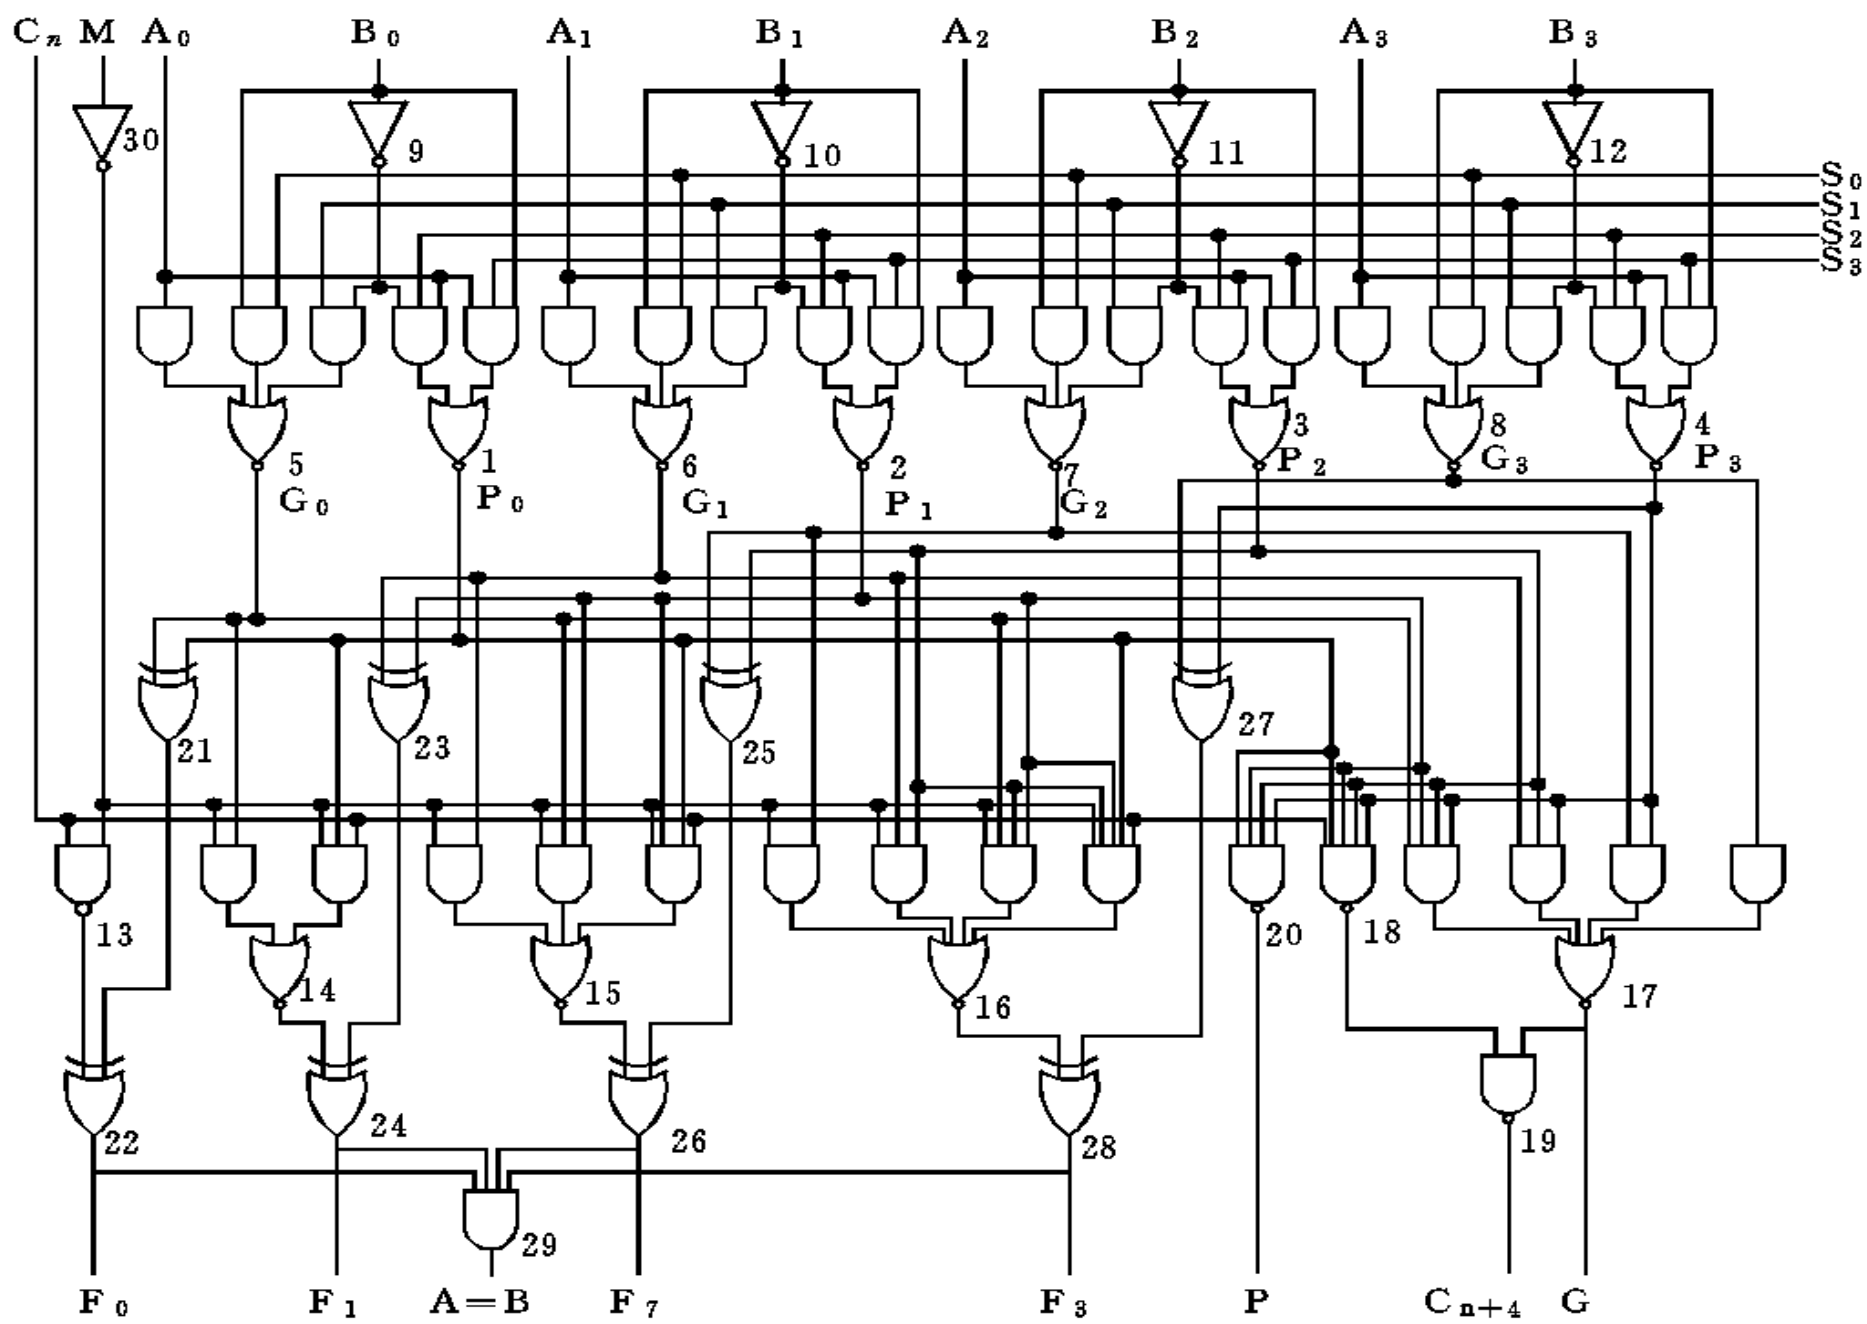 Cₙ M A₀ B₀ A₁ B₁ A₂ B₂ A₃ B₃
30 9 10 11 12
S₀
S₁
S₂
S₃
5 1 6 2 7 3 8 4
G₀ P₀ G₁ P₁ G₂ P₂ G₃ P₃
21 23 25 27
13 14 15 16 20 18 17
22 24 26 28 19
29
F₀ F₁ A=B F₇ F₃ P Cₙ₊₄ G